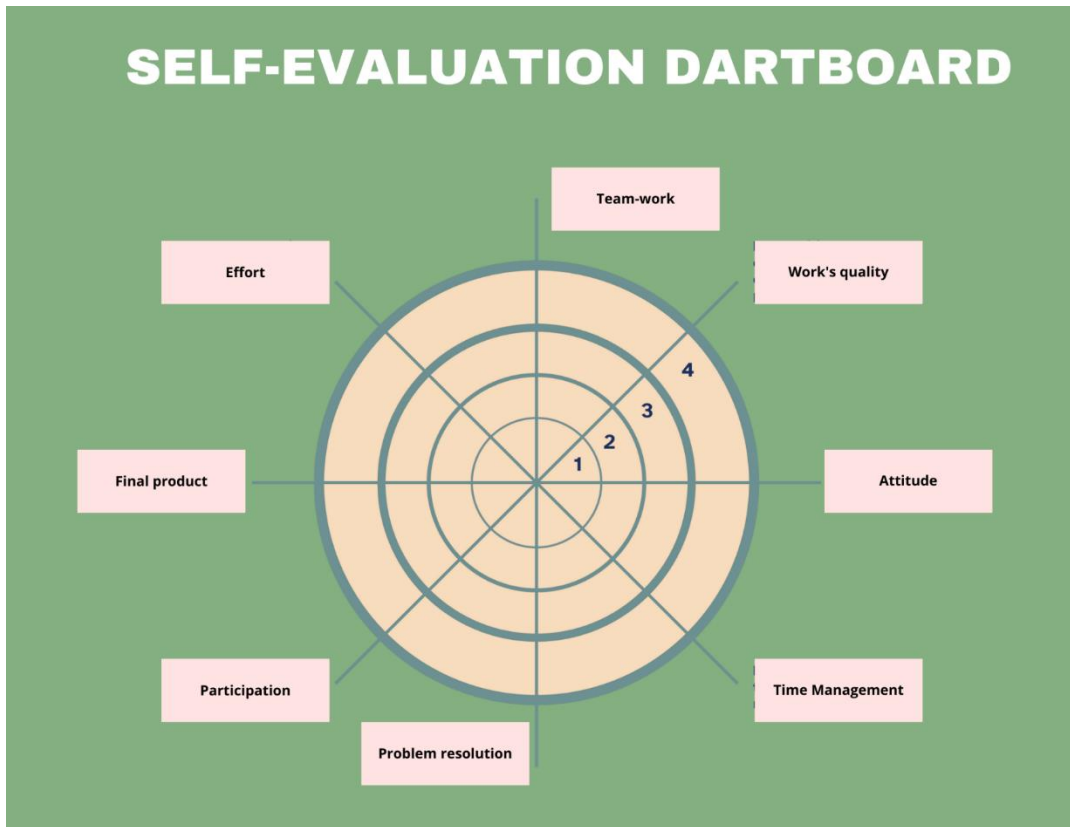 SELF-EVALUATION DARTBOARD
Team-work
Effort
Work's quality
4
3
2
1
Final product
Attitude
Participation
Time Management
Problem resolution